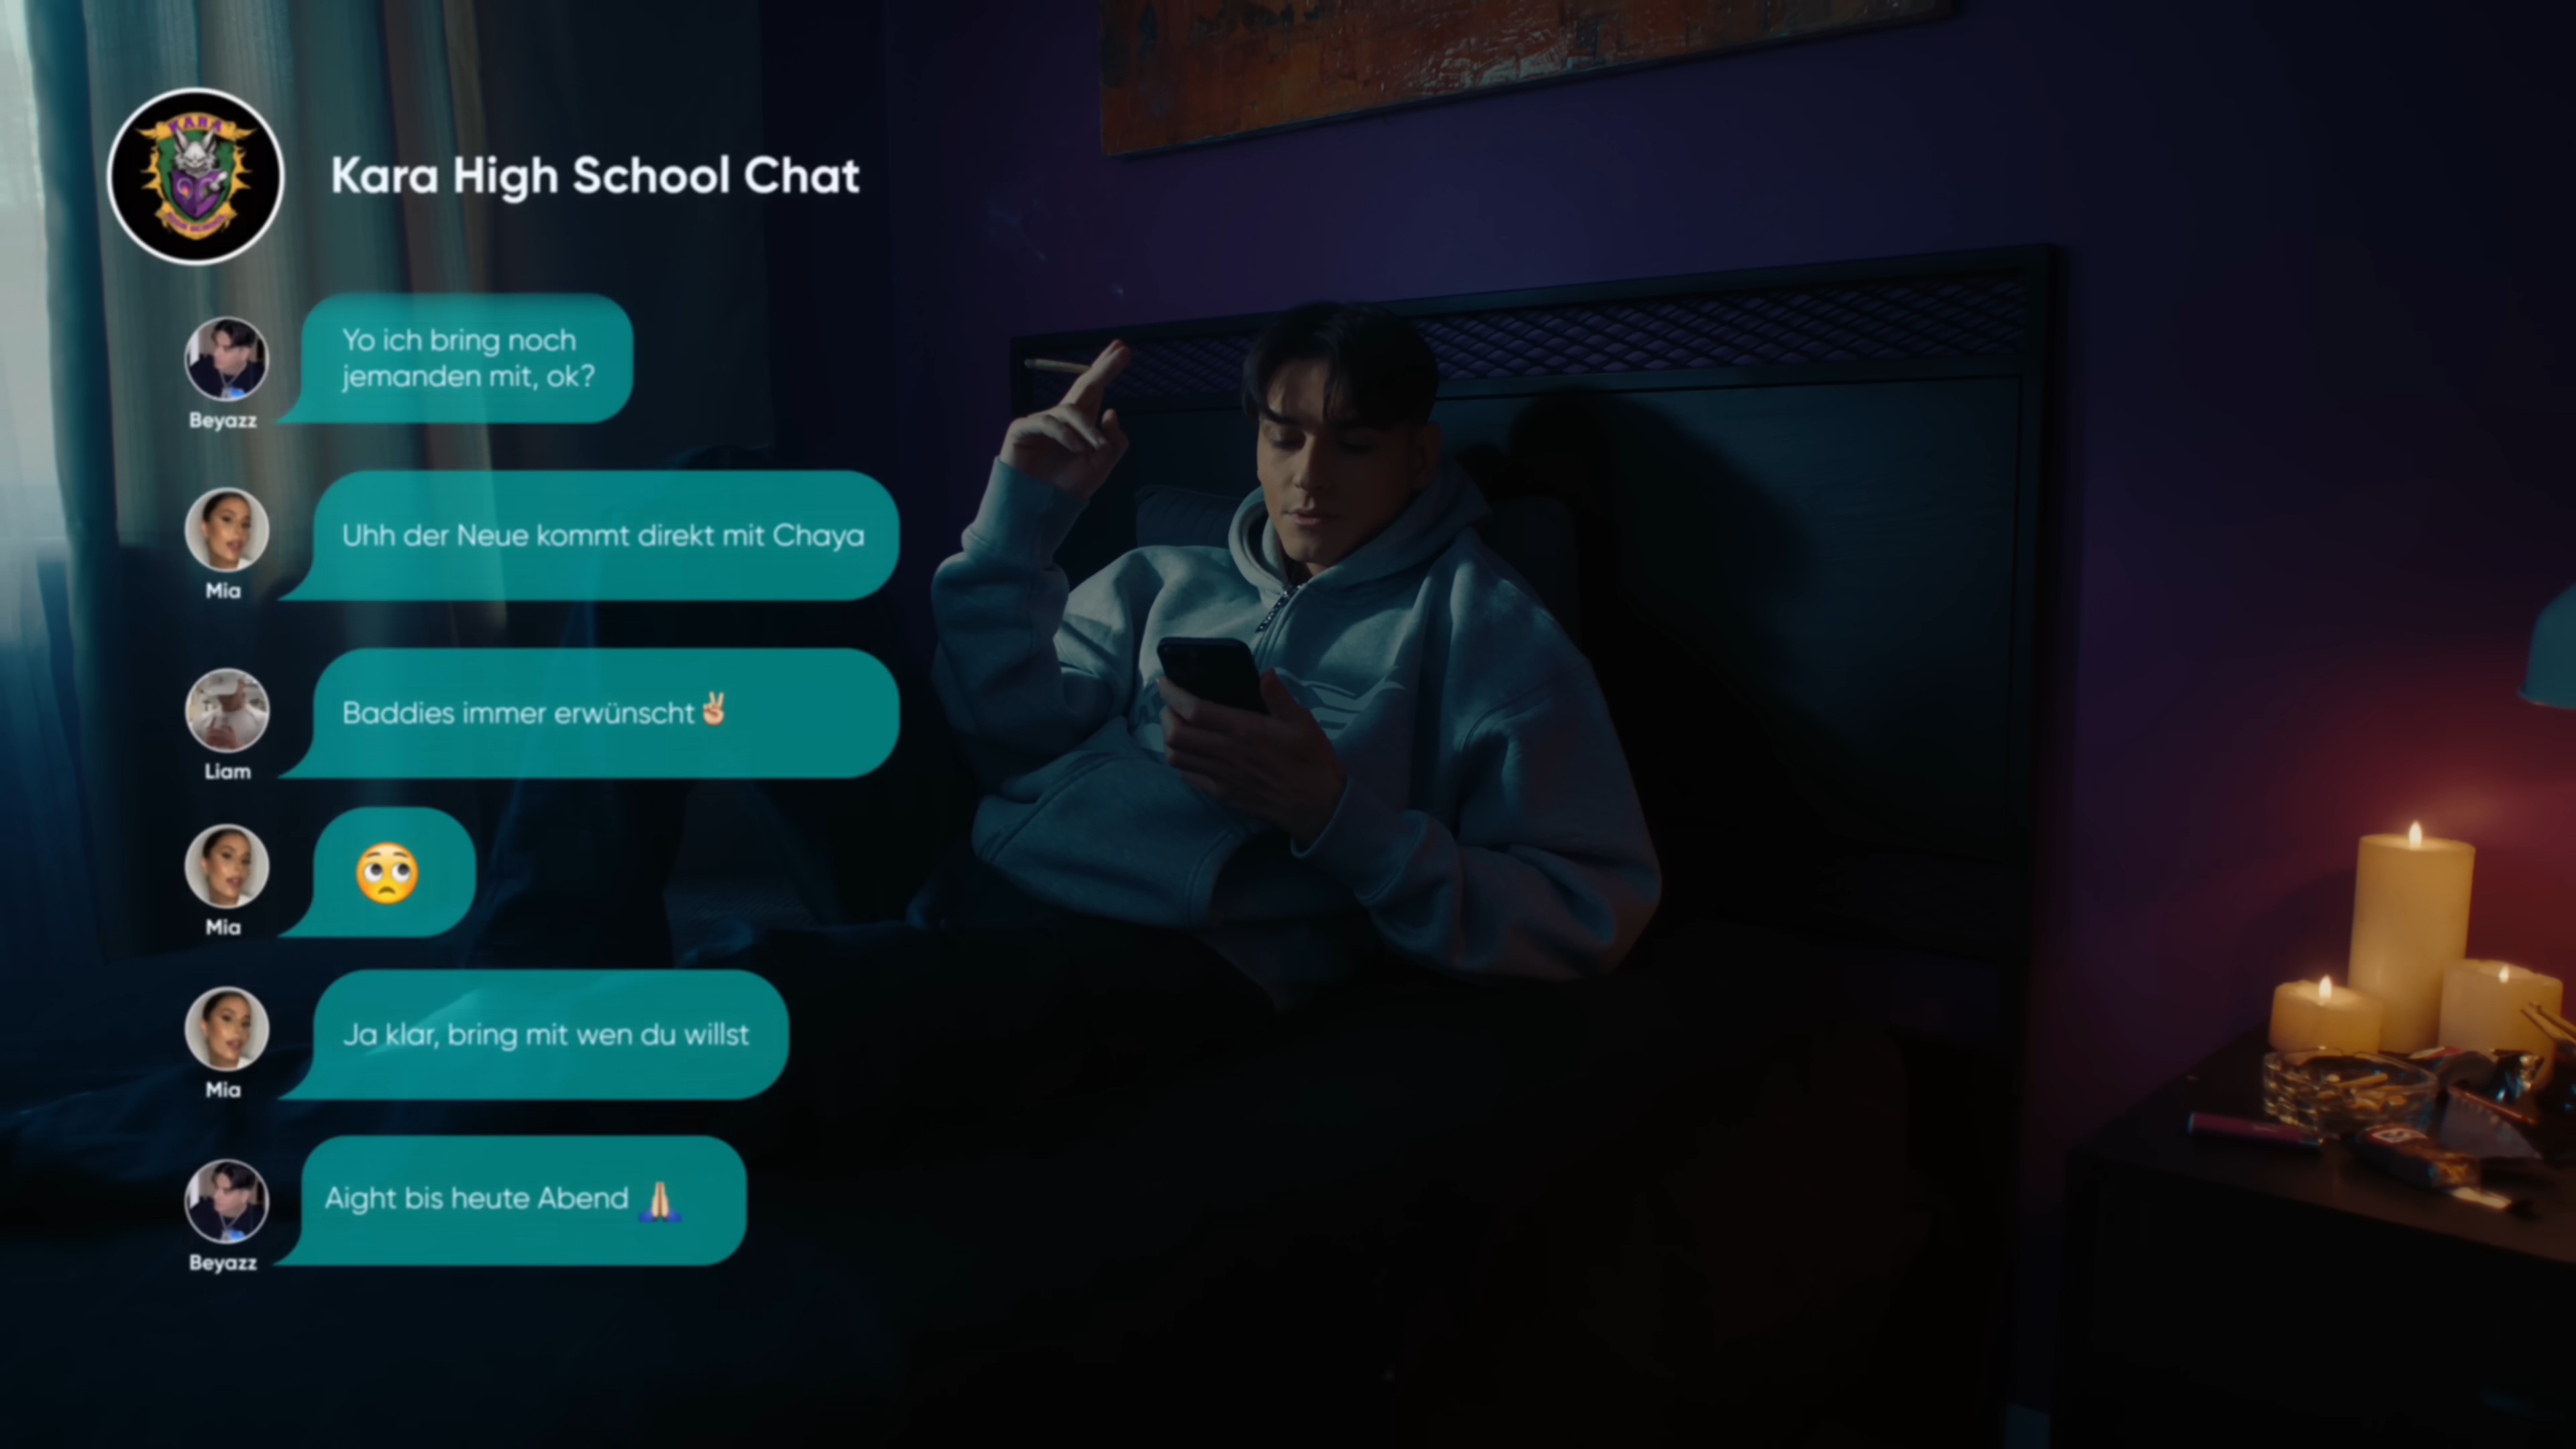 KARA
Kara High School Chat
Yo ich bring noch
jemanden mit, ok?
Beyazz
Uhh der Neue kommt direkt mit Chaya
Mia
Baddies immer erwünscht✌🏼
Liam
🙄
Mia
Ja klar, bring mit wen du willst
Mia
Aight bis heute Abend 🙏🏼
Beyazz